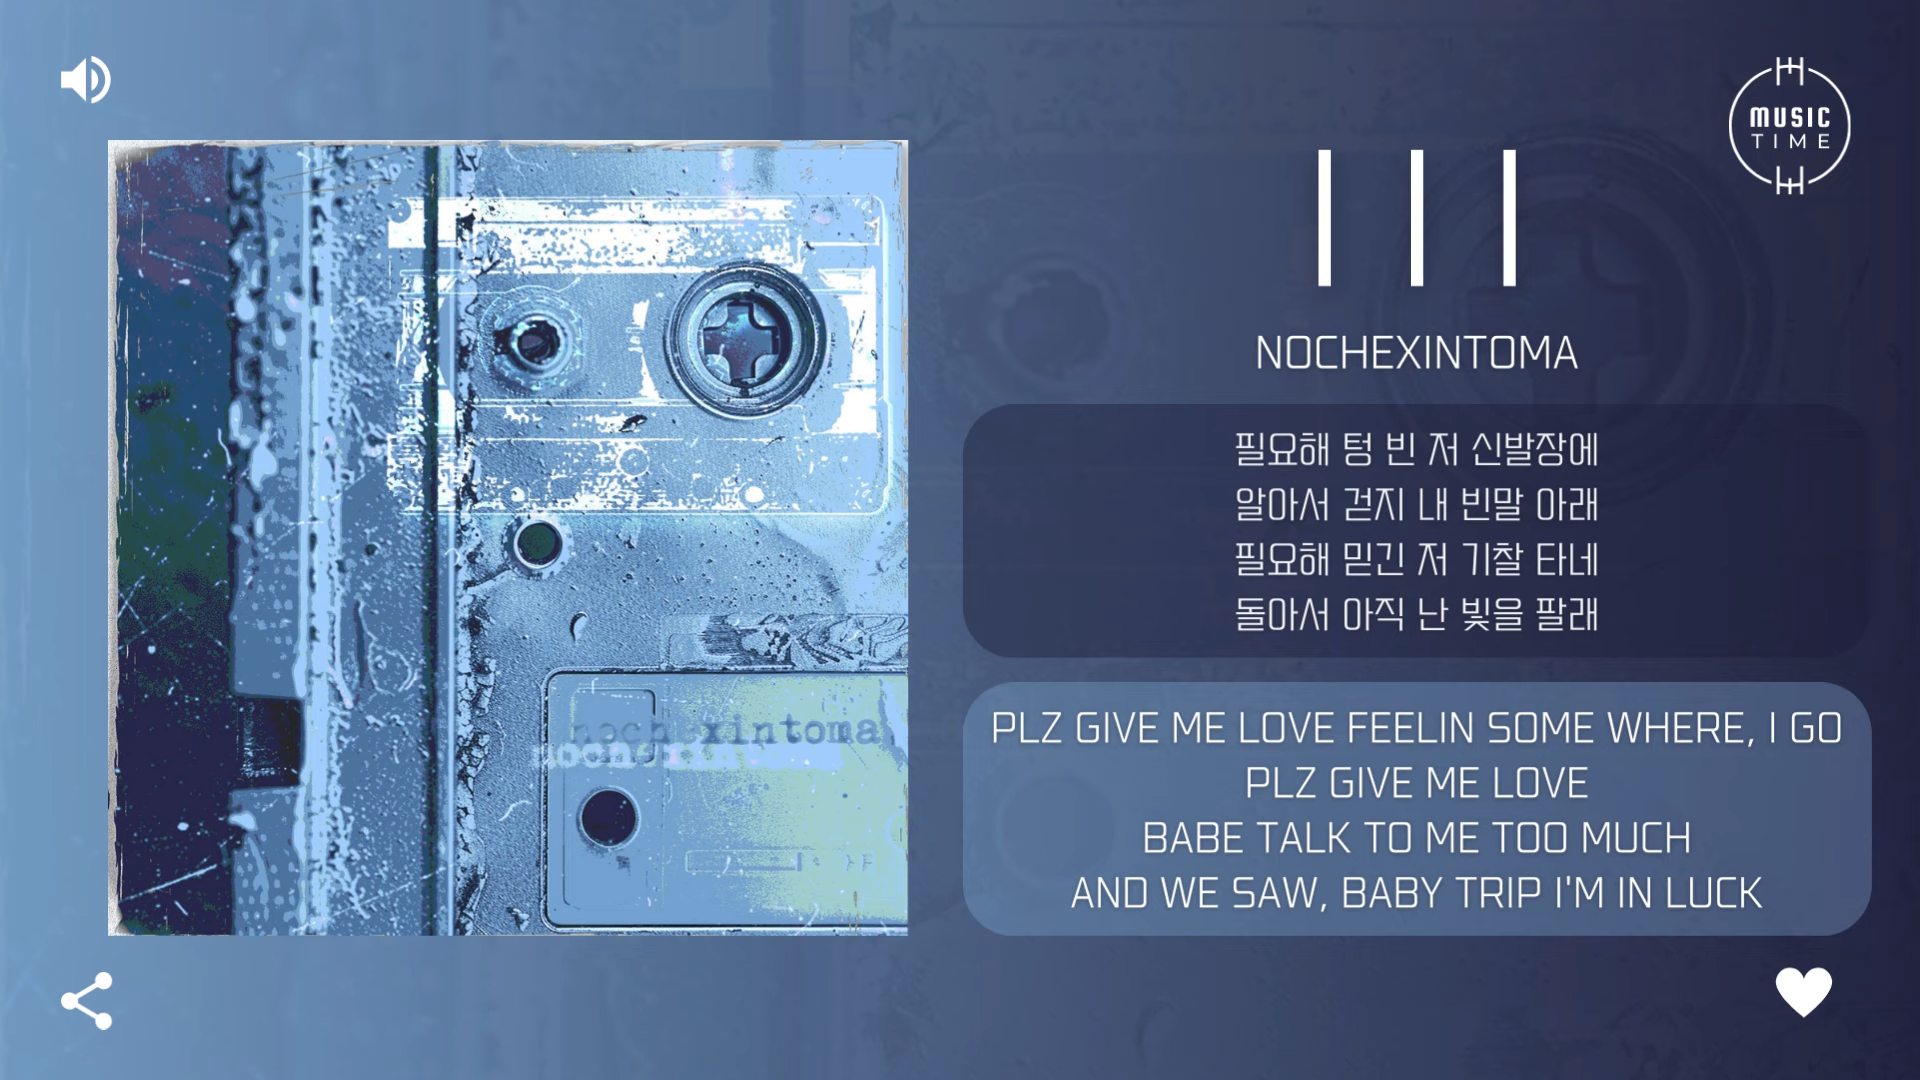 MUSIC
TIME
| | |
NOCHEXINTOMA
필요해 텅 빈 저 신발장에
알아서 걷지 내 빈말 아래
필요해 믿긴 저 기찰 타네
돌아서 아직 난 빛을 팔래
PLZ GIVE ME LOVE FEELIN SOME WHERE, I GO
PLZ GIVE ME LOVE
BABE TALK TO ME TOO MUCH
AND WE SAW, BABY TRIP I'M IN LUCK
nochexintoma
nochexintoma